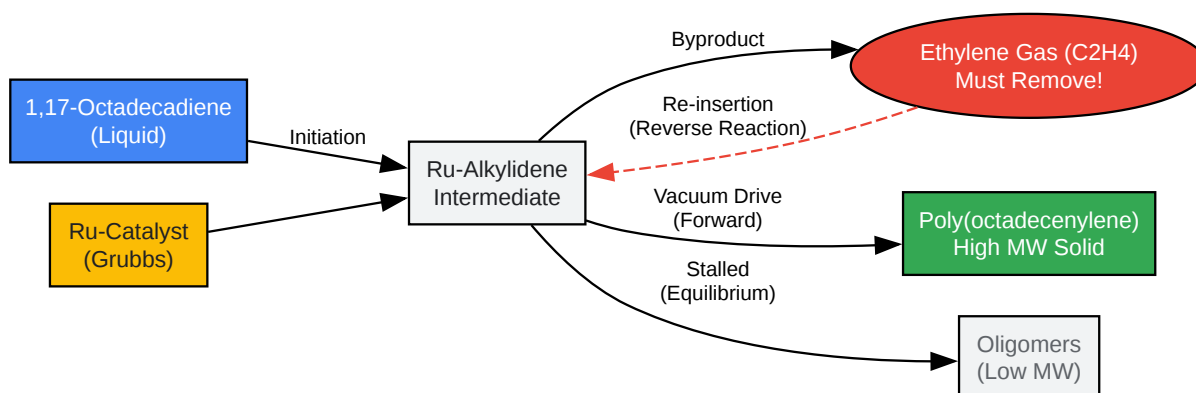 1,17-Octadecadiene
(Liquid)
Ru-Catalyst
(Grubbs)
Initiation
Ru-Alkylidene
Intermediate
Byproduct
Ethylene Gas (C2H4)
Must Remove!
Re-insertion
(Reverse Reaction)
Vacuum Drive
(Forward)
Poly(octadecenylene)
High MW Solid
Stalled
(Equilibrium)
Oligomers
(Low MW)